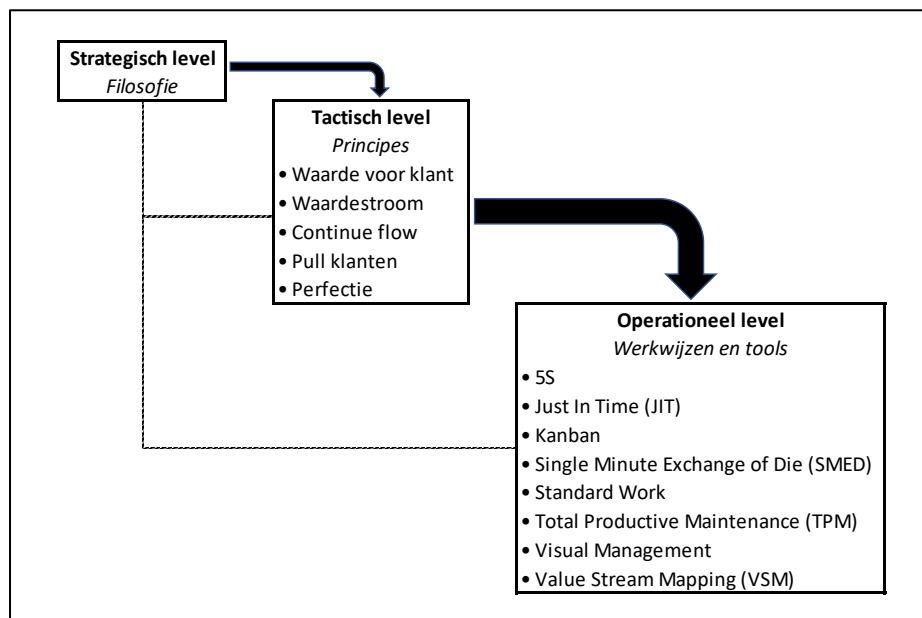 Strategisch level
Filosofie
Tactisch level
Principes
• Waarde voor klant
• Waardestroom
• Continue flow
• Pull klanten
• Perfectie
Operationeel level
Werkwijzen en tools
• 5S
• Just In Time (JIT)
• Kanban
• Single Minute Exchange of Die (SMED)
• Standard Work
• Total Productive Maintenance (TPM)
• Visual Management
• Value Stream Mapping (VSM)